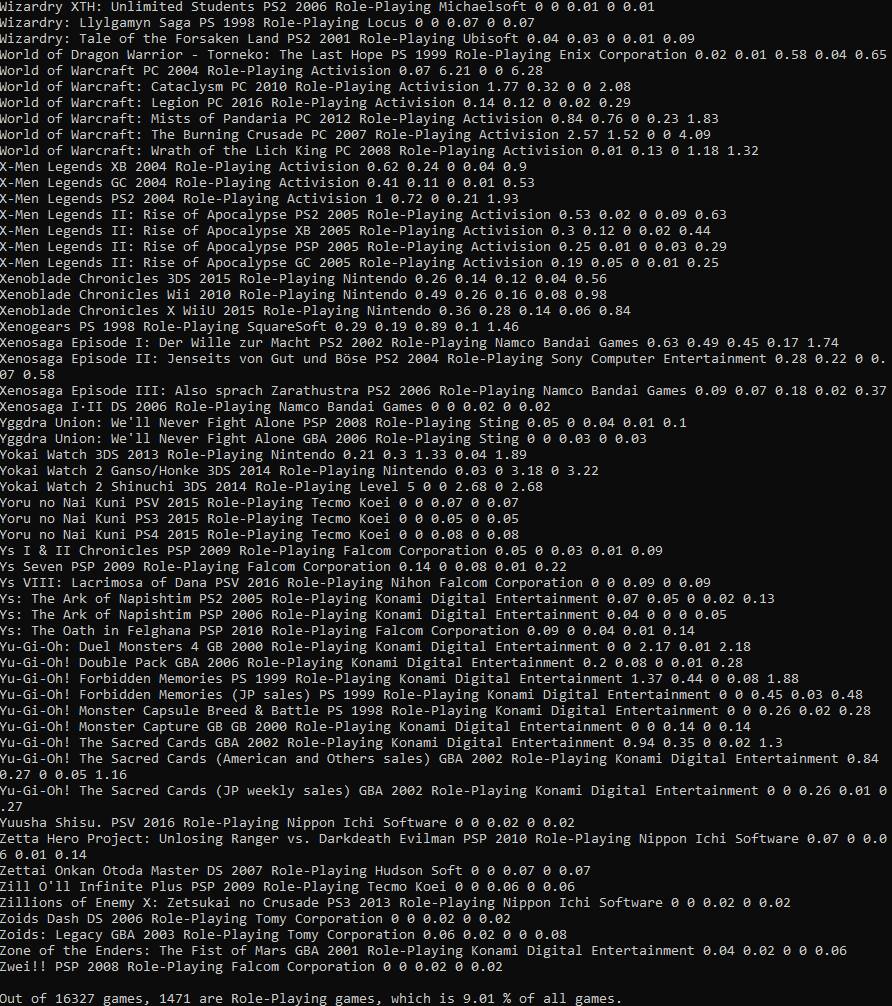 Wizardry XTH: Unlimited Students PS2 2006 Role-Playing Michaelsoft 0 0 0.01 0 0.01
Wizardry: Llylgamyn Saga PS 1998 Role-Playing Locus 0 0 0.07 0 0.07
Wizardry: Tale of the Forsaken Land PS2 2001 Role-Playing Ubisoft 0.04 0.03 0 0.01 0.09
World of Dragon Warrior - Torneko: The Last Hope PS 1999 Role-Playing Enix Corporation 0.02 0.01 0.58 0.04 0.65
World of Warcraft PC 2004 Role-Playing Activision 0.07 6.21 0 0 6.28
World of Warcraft: Cataclysm PC 2010 Role-Playing Activision 1.77 0.32 0 0 2.08
World of Warcraft: Legion PC 2016 Role-Playing Activision 0.14 0.12 0 0.02 0.29
World of Warcraft: Mists of Pandaria PC 2012 Role-Playing Activision 0.84 0.76 0 0.23 1.83
World of Warcraft: The Burning Crusade PC 2007 Role-Playing Activision 2.57 1.52 0 0 4.09
World of Warcraft: Wrath of the Lich King PC 2008 Role-Playing Activision 0.01 0.13 0 1.18 1.32
X-Men Legends XB 2004 Role-Playing Activision 0.62 0.24 0 0.04 0.9
X-Men Legends GC 2004 Role-Playing Activision 0.41 0.11 0 0.01 0.53
X-Men Legends PS2 2004 Role-Playing Activision 1 0.72 0 0.21 1.93
X-Men Legends II: Rise of Apocalypse PS2 2005 Role-Playing Activision 0.53 0.02 0 0.09 0.63
X-Men Legends II: Rise of Apocalypse XB 2005 Role-Playing Activision 0.3 0.12 0 0.02 0.44
X-Men Legends II: Rise of Apocalypse PSP 2005 Role-Playing Activision 0.25 0.01 0 0.03 0.29
X-Men Legends II: Rise of Apocalypse GC 2005 Role-Playing Activision 0.19 0.05 0 0.01 0.25
Xenoblade Chronicles 3DS 2015 Role-Playing Nintendo 0.26 0.14 0.12 0.04 0.56
Xenoblade Chronicles Wii 2010 Role-Playing Nintendo 0.49 0.26 0.16 0.08 0.98
Xenoblade Chronicles X WiiU 2015 Role-Playing Nintendo 0.36 0.28 0.14 0.06 0.84
Xenogears PS 1998 Role-Playing SquareSoft 0.29 0.19 0.89 0.1 1.46
Xenosaga Episode I: Der Wille zur Macht PS2 2002 Role-Playing Namco Bandai Games 0.63 0.49 0.45 0.17 1.74
Xenosaga Episode II: Jenseits von Gut und Böse PS2 2004 Role-Playing Sony Computer Entertainment 0.28 0.22 0 0.
07 0.58
Xenosaga Episode III: Also sprach Zarathustra PS2 2006 Role-Playing Namco Bandai Games 0.09 0.07 0.18 0.02 0.37
Xenosaga I·II DS 2006 Role-Playing Namco Bandai Games 0 0 0.02 0 0.02
Yggdra Union: We'll Never Fight Alone PSP 2008 Role-Playing Sting 0.05 0 0.04 0.01 0.1
Yggdra Union: We'll Never Fight Alone GBA 2006 Role-Playing Sting 0 0 0.03 0 0.03
Yokai Watch 3DS 2013 Role-Playing Nintendo 0.21 0.3 1.33 0.04 1.89
Yokai Watch 2 Ganso/Honke 3DS 2014 Role-Playing Nintendo 0.03 0 3.18 0 3.22
Yokai Watch 2 Shinuchi 3DS 2014 Role-Playing Level 5 0 0 2.68 0 2.68
Yoru no Nai Kuni PSV 2015 Role-Playing Tecmo Koei 0 0 0.07 0 0.07
Yoru no Nai Kuni PS3 2015 Role-Playing Tecmo Koei 0 0 0.05 0 0.05
Yoru no Nai Kuni PS4 2015 Role-Playing Tecmo Koei 0 0 0.08 0 0.08
Ys I & II Chronicles PSP 2009 Role-Playing Falcom Corporation 0.05 0 0.03 0.01 0.09
Ys Seven PSP 2009 Role-Playing Falcom Corporation 0.14 0 0.08 0.01 0.22
Ys VIII: Lacrimosa of Dana PSV 2016 Role-Playing Nihon Falcom Corporation 0 0 0.09 0 0.09
Ys: The Ark of Napishtim PS2 2005 Role-Playing Konami Digital Entertainment 0.07 0.05 0 0.02 0.13
Ys: The Ark of Napishtim PSP 2006 Role-Playing Konami Digital Entertainment 0.04 0 0 0 0.05
Ys: The Oath in Felghana PSP 2010 Role-Playing Falcom Corporation 0.09 0 0.04 0.01 0.14
Yu-Gi-Oh: Duel Monsters 4 GB 2000 Role-Playing Konami Digital Entertainment 0 0 2.17 0.01 2.18
Yu-Gi-Oh! Double Pack GBA 2006 Role-Playing Konami Digital Entertainment 0.2 0.08 0 0.01 0.28
Yu-Gi-Oh! Forbidden Memories PS 1999 Role-Playing Konami Digital Entertainment 1.37 0.44 0 0.08 1.88
Yu-Gi-Oh! Forbidden Memories (JP sales) PS 1999 Role-Playing Konami Digital Entertainment 0 0 0.45 0.03 0.48
Yu-Gi-Oh! Monster Capsule Breed & Battle PS 1998 Role-Playing Konami Digital Entertainment 0 0 0.26 0.02 0.28
Yu-Gi-Oh! Monster Capture GB GB 2000 Role-Playing Konami Digital Entertainment 0 0 0.14 0 0.14
Yu-Gi-Oh! The Sacred Cards GBA 2002 Role-Playing Konami Digital Entertainment 0.94 0.35 0 0.02 1.3
Yu-Gi-Oh! The Sacred Cards (American and Others sales) GBA 2002 Role-Playing Konami Digital Entertainment 0.84
0.27 0 0.05 1.16
Yu-Gi-Oh! The Sacred Cards (JP weekly sales) GBA 2002 Role-Playing Konami Digital Entertainment 0 0 0.26 0.01 0
.27
Yuusha Shisu. PSV 2016 Role-Playing Nippon Ichi Software 0 0 0.02 0 0.02
Zetta Hero Project: Unlosing Ranger vs. Darkdeath Evilman PSP 2010 Role-Playing Nippon Ichi Software 0.07 0 0.0
6 0.01 0.14
Zettai Onkan Otoda Master DS 2007 Role-Playing Hudson Soft 0 0 0.07 0 0.07
Zill O'll Infinite Plus PSP 2009 Role-Playing Tecmo Koei 0 0 0.06 0 0.06
Zillions of Enemy X: Zetsukai no Crusade PS3 2013 Role-Playing Nippon Ichi Software 0 0 0.02 0 0.02
Zoids Dash DS 2006 Role-Playing Tomy Corporation 0 0 0.02 0 0.02
Zoids: Legacy GBA 2003 Role-Playing Tomy Corporation 0.06 0.02 0 0 0.08
Zone of the Enders: The Fist of Mars GBA 2001 Role-Playing Konami Digital Entertainment 0.04 0.02 0 0 0.06
Zwei!! PSP 2008 Role-Playing Falcom Corporation 0 0 0.02 0 0.02
Out of 16327 games, 1471 are Role-Playing games, which is 9.01 % of all games.